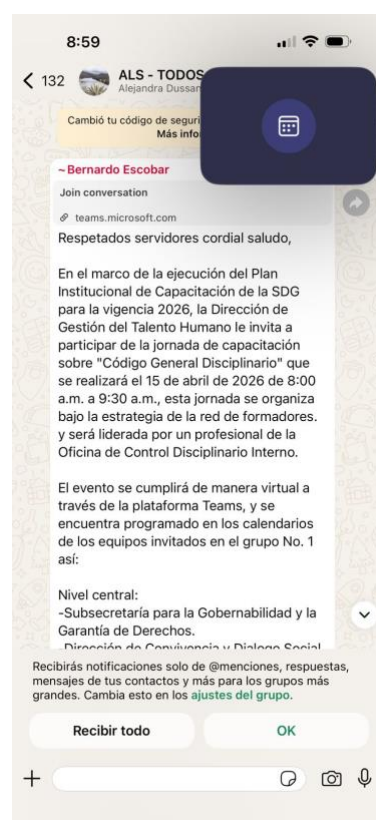 8:59
132
ALS - TODOS
Alejandra Dussan
Cambió tu código de seguri
Más info
~ Bernardo Escobar
Join conversation
teams.microsoft.com
Respetados servidores cordial saludo,
En el marco de la ejecución del Plan
Institucional de Capacitación de la SDG
para la vigencia 2026, la Dirección de
Gestión del Talento Humano le invita a
participar de la jornada de capacitación
sobre "Código General Disciplinario" que
se realizará el 15 de abril de 2026 de 8:00
a.m. a 9:30 a.m., esta jornada se organiza
bajo la estrategia de la red de formadores.
y será liderada por un profesional de la
Oficina de Control Disciplinario Interno.
El evento se cumplirá de manera virtual a
través de la plataforma Teams, y se
encuentra programado en los calendarios
de los equipos invitados en el grupo No. 1
así:
Nivel central:
-Subsecretaría para la Gobernabilidad y la
Garantía de Derechos.
-Dirección de Convivencia y Dialogo Social
Recibirás notificaciones solo de @menciones, respuestas,
mensajes de tus contactos y más para los grupos más
grandes. Cambia esto en los ajustes del grupo.
Recibir todo
OK